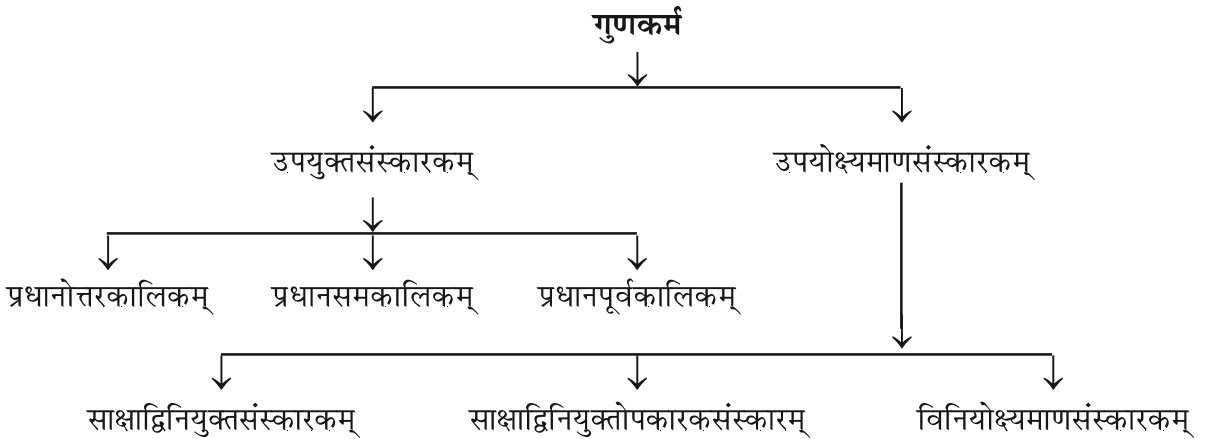 गुणकर्म
उपयुक्तसंस्कारकम् उपयोक्ष्यमाणसंस्कारकम्
प्रधानोत्तरकालिकम् प्रधानसमकालिकम् प्रधानपूर्वकालिकम्
साक्षाद्विनियुक्तसंस्कारकम् साक्षाद्विनियुक्तोपकारकसंस्कारम् विनियोक्ष्यमाणसंस्कारकम्